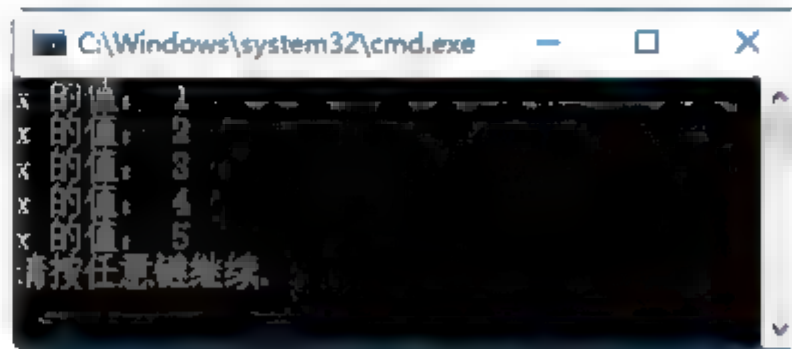 C:\Windows\system32\cmd.exe
x 的值: 1
x 的值: 2
x 的值: 3
x 的值: 4
x 的值: 5
请按任意键继续.